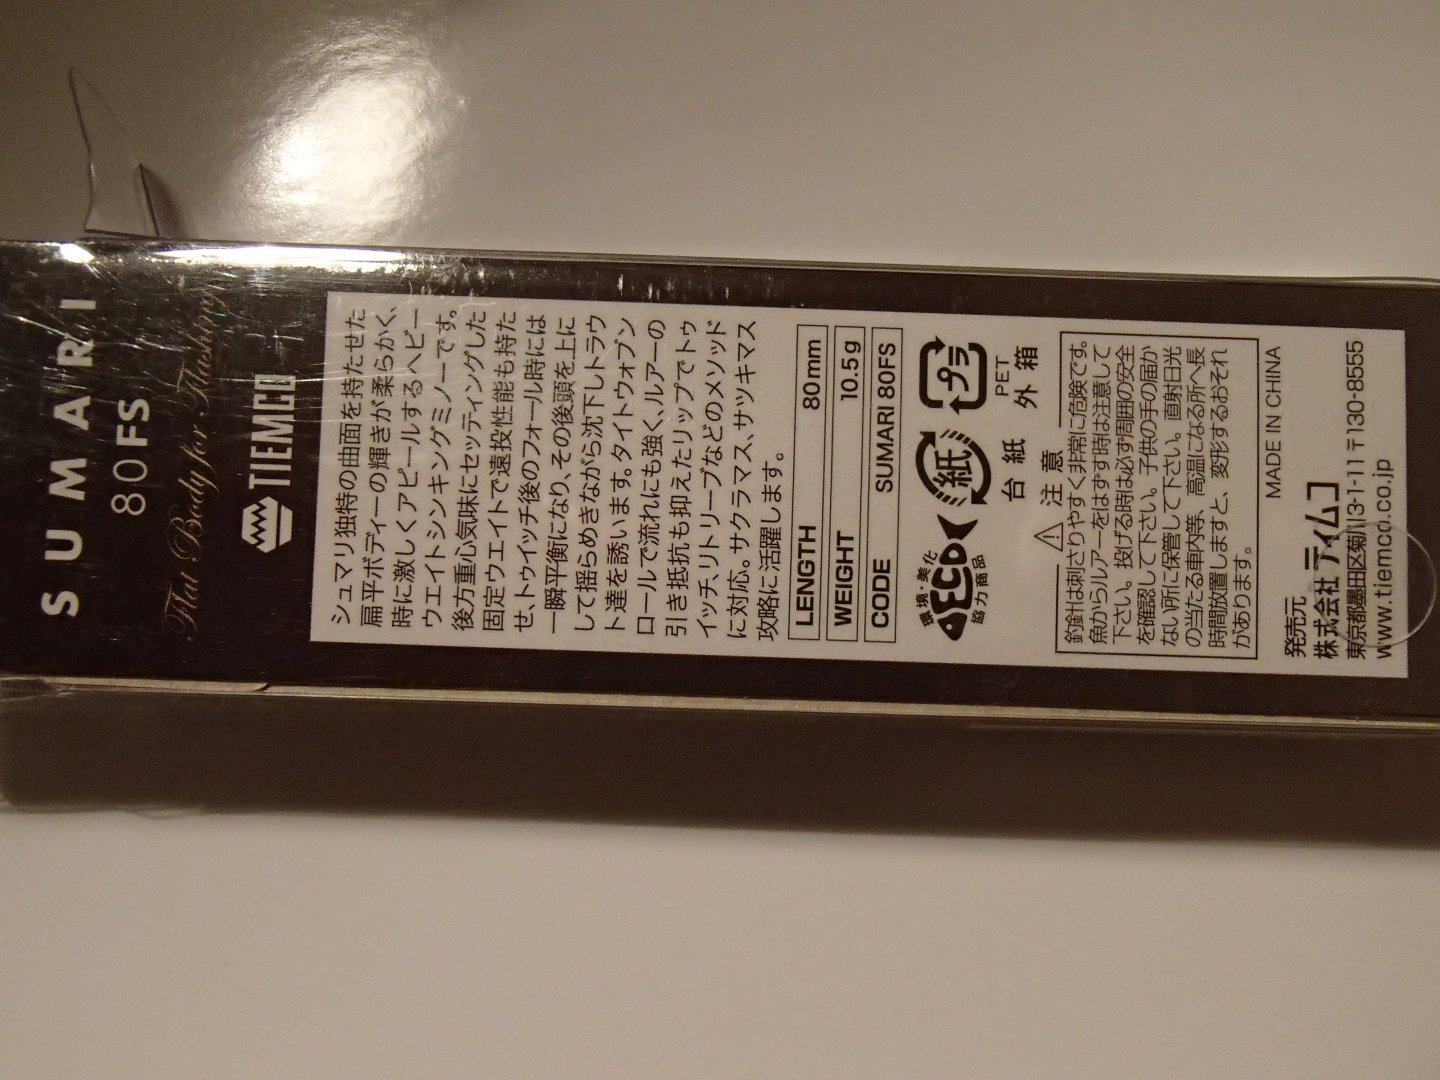 SUMARI
80FS
Flat Body for Flashing
TIEMCO
シュマリ独特の曲面を持たせた
扁平ボディーの輝きが柔らかく、
時に激しくアピールするヘビー
ウエイトシンキングミノーです。
後方重心気味にセッティングした
固定ウエイトで遠投性能も持た
せ、トゥイッチ後のフォール時には
一瞬平衡になり、その後頭を上に
して揺らめきながら沈下しトラウ
ト達を誘います。タイトウォブン
ロールで流れにも強く、ルアーの
引き抵抗も抑えたリップでトゥ
イッチ、リトリーブなどのメソッド
に対応。サクラマス、サツキマス
攻略に活躍します。
LENGTH 80mm
WEIGHT 10.5g
CODE SUMARI 80FS
環境・美化
ECO
協力商品
紙
台紙
プラ
PET
外箱
注意
釣針は刺さりやすく非常に危険です。
魚からルアーをはずす時は注意して
下さい。投げる時は必ず周囲の安全
を確認して下さい。子供の手の届か
ない所に保管して下さい。直射日光
の当たる車内等、高温になる所へ長
時間放置しますと、変形するおそれ
があります。
MADE IN CHINA
発売元
株式会社 ティムコ
東京都墨田区菊川3-1-11 〒130-8555
www.tiemco.co.jp